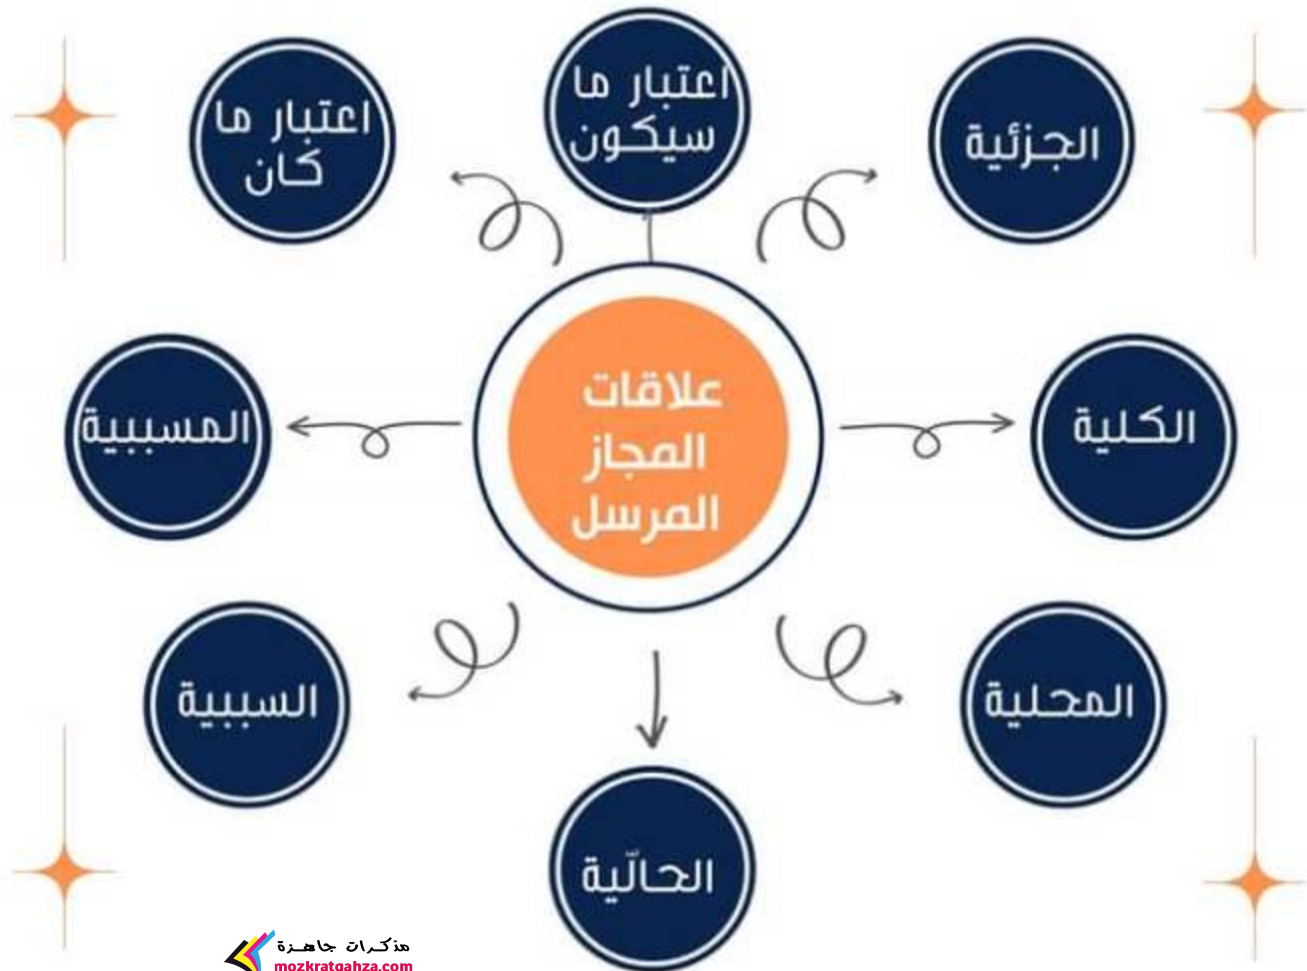 اعتبار ما
سيكون
الجزئية
اعتبار ما
كان
علاقات
المجاز
المرسل
الكلية
المسببية
المحلية
السببية
الحالّية
مذكرات جاهزة
mozkratgahza.com